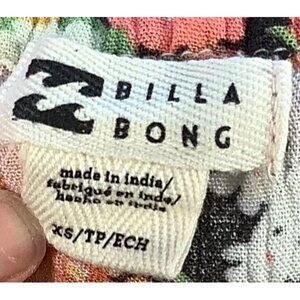 BILLA
BONG
made in india/
fabriqué en inde/
hecho en india
XS/TP/ECH